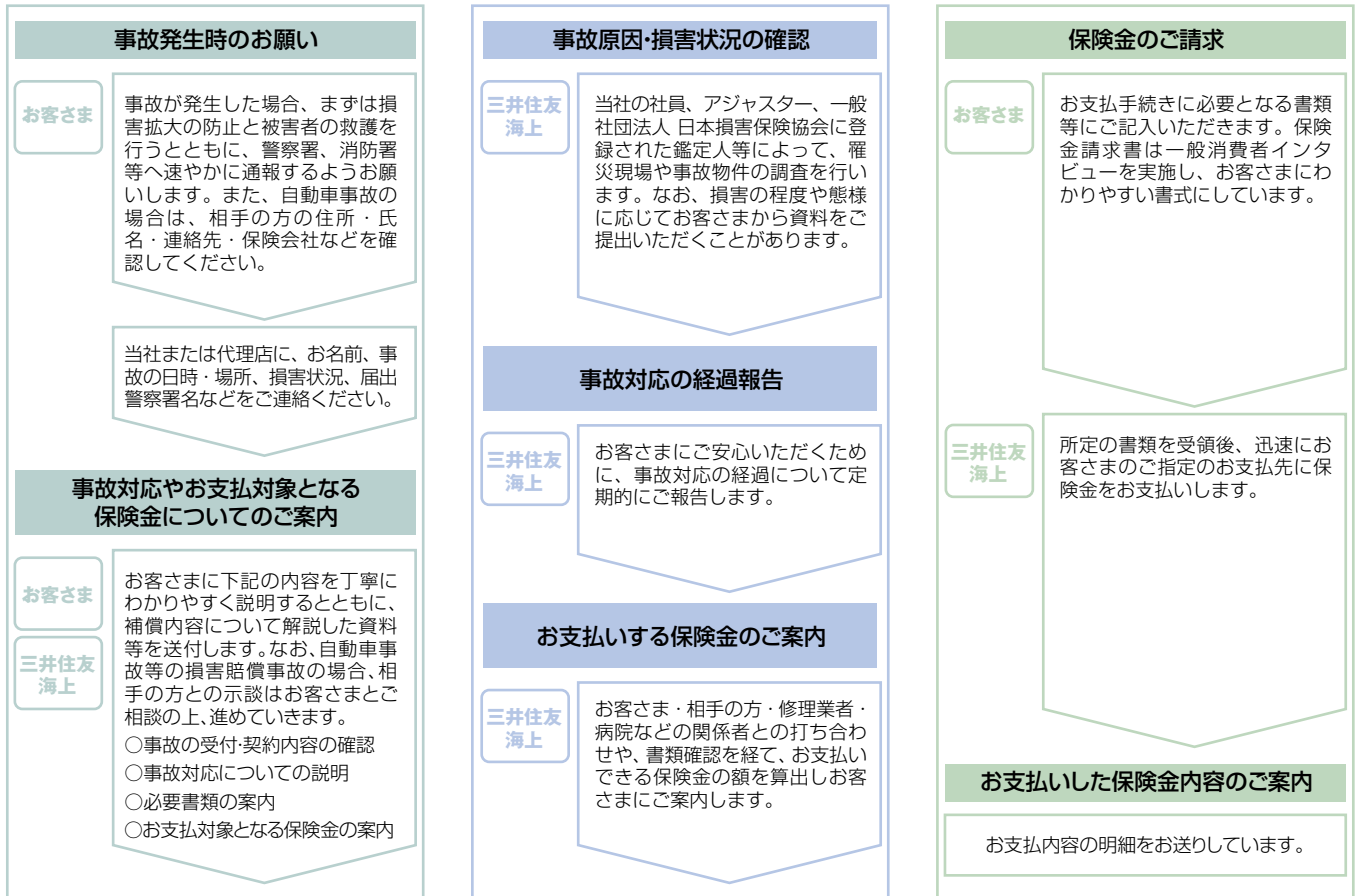 事故発生時のお願い
お客さま
事故が発生した場合、まずは損
害拡大の防止と被害者の救護を
行うとともに、警察署、消防署
等へ速やかに通報するようお願
いします。また、自動車事故の
場合は、相手の方の住所・氏
名・連絡先・保険会社などを確
認してください。
当社または代理店に、お名前、事
故の日時・場所、損害状況、届出
警察署名などをご連絡ください。
事故対応やお支払対象となる
保険金についてのご案内
お客さま
三井住友
海上
お客さまに下記の内容を丁寧に
わかりやすく説明するとともに、
補償内容について解説した資料
等を送付します。なお、自動車事
故等の損害賠償事故の場合、相
手の方との示談はお客さまとご
相談の上、進めていきます。
○事故の受付・契約内容の確認
○事故対応についての説明
○必要書類の案内
○お支払対象となる保険金の案内
事故原因・損害状況の確認
三井住友
海上
当社の社員、アジャスター、一般
社団法人 日本損害保険協会に登
録された鑑定人等によって、罹
災現場や事故物件の調査を行い
ます。なお、損害の程度や態様
に応じてお客さまから資料をご
提出いただくことがあります。
事故対応の経過報告
三井住友
海上
お客さまにご安心いただくため
に、事故対応の経過について定
期的にご報告します。
お支払いする保険金のご案内
三井住友
海上
お客さま・相手の方・修理業者・
病院などの関係者との打ち合わ
せや、書類確認を経て、お支払い
できる保険金の額を算出しお客
さまにご案内します。
保険金のご請求
お客さま
お支払手続きに必要となる書類
等にご記入いただきます。保険
金請求書は一般消費者インタ
ビューを実施し、お客さまにわ
かりやすい書式にしています。
三井住友
海上
所定の書類を受領後、迅速にお
客さまのご指定のお支払先に保
険金をお支払いします。
お支払いした保険金内容のご案内
お支払内容の明細をお送りしています。